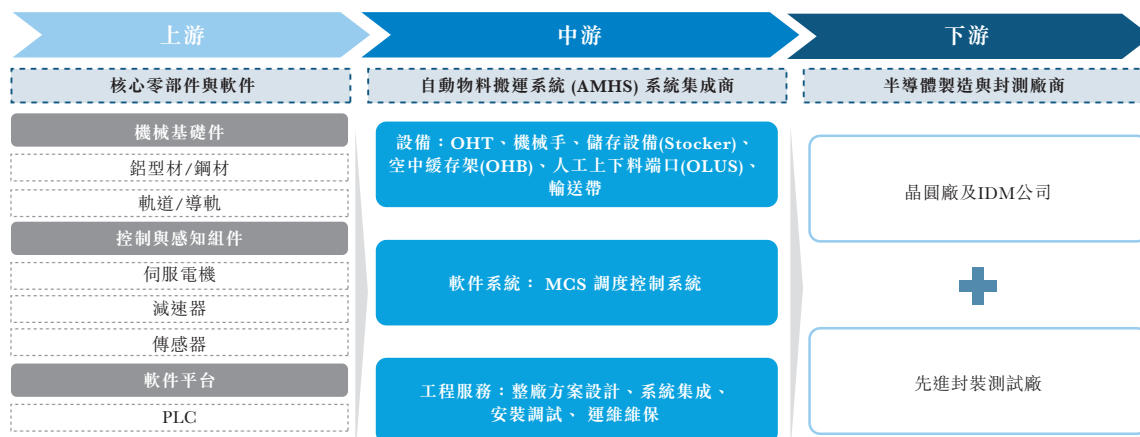 上游
核心零部件與軟件
機械基礎件
鋁型材/鋼材
軌道/導軌
控制與感知組件
伺服電機
減速器
傳感器
軟件平台
PLC
中游
自動物料搬運系統 (AMHS) 系統集成商
設備：OHT、機械手、儲存設備(Stocker)、
空中緩存架(OHB)、人工上下料端口(OLUS)、
輸送帶
軟件系統： MCS 調度控制系統
工程服務：整廠方案設計、系統集成、
安裝調試、 運維維保
下游
半導體製造與封測廠商
晶圓廠及IDM公司
先進封裝測試廠